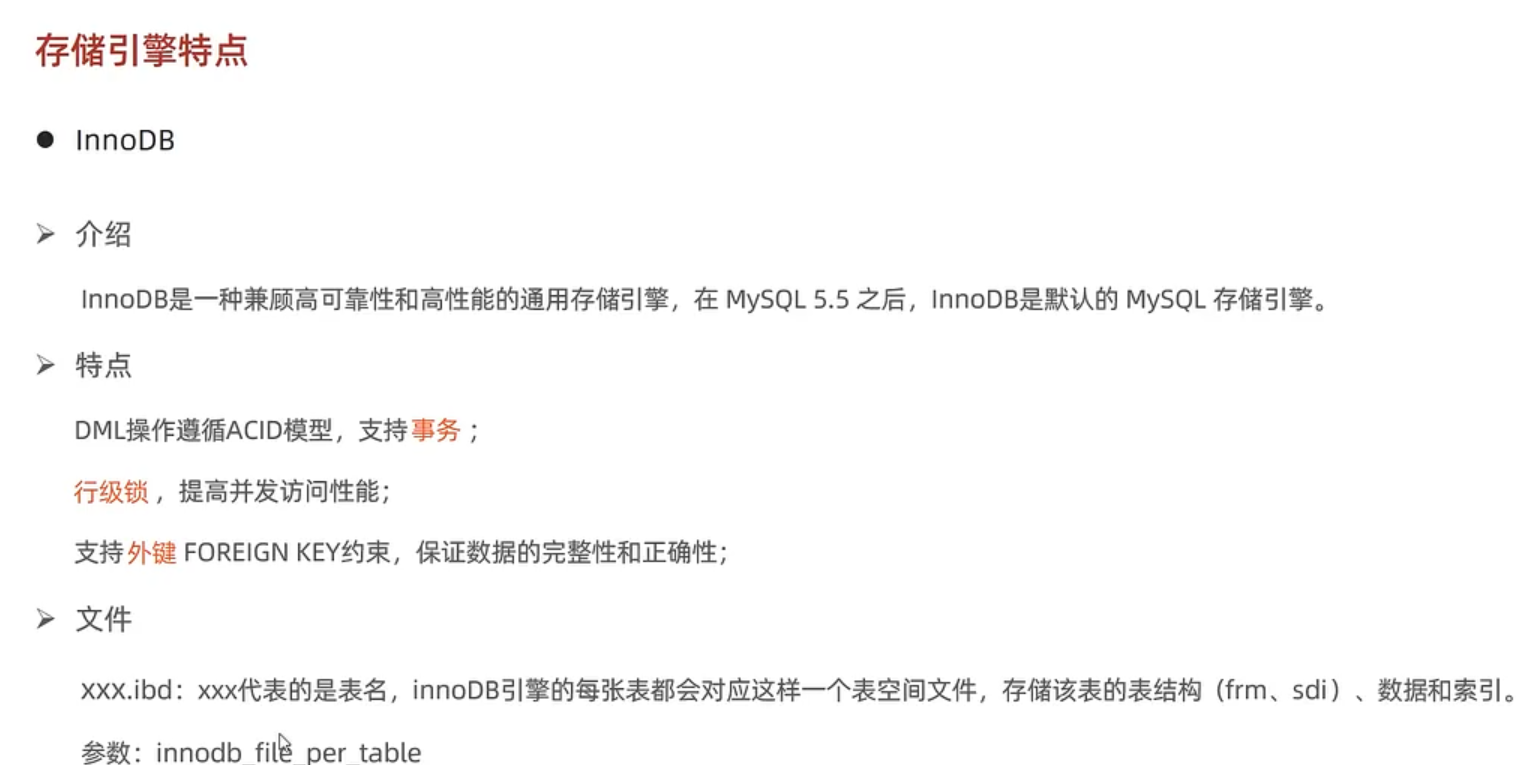 存储引擎特点
● InnoDB
➢ 介绍
InnoDB是一种兼顾高可靠性和高性能的通用存储引擎，在 MySQL 5.5 之后，InnoDB是默认的 MySQL 存储引擎。
➢ 特点
DML操作遵循ACID模型，支持事务；
行级锁，提高并发访问性能；
支持外键 FOREIGN KEY约束，保证数据的完整性和正确性；
➢ 文件
xxx.ibd：xxx代表的是表名，innoDB引擎的每张表都会对应这样一个表空间文件，存储该表的表结构（frm、sdi）、数据和索引。
参数：innodb_file_per_table